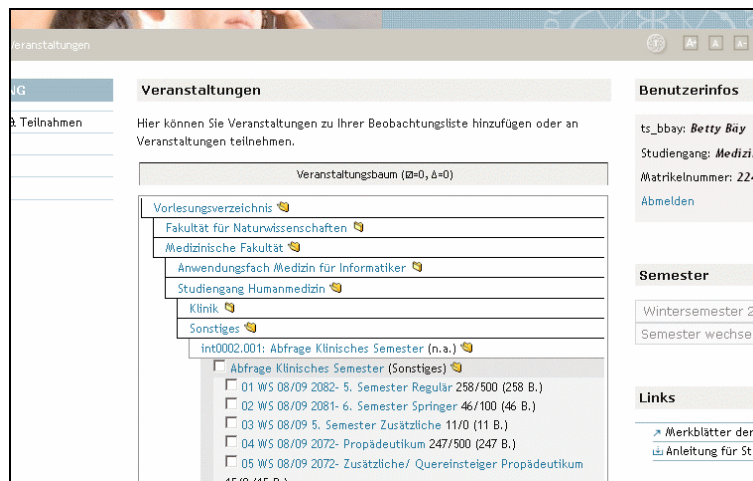 Veranstaltungen
A+ A A-
NG
& Teilnahmen
Veranstaltungen
Hier können Sie Veranstaltungen zu Ihrer Beobachtungsliste hinzufügen oder an
Veranstaltungen teilnehmen.
Veranstaltungsbaum (☑=0, Δ=0)
Vorlesungsverzeichnis
Fakultät für Naturwissenschaften
Medizinische Fakultät
Anwendungsfach Medizin für Informatiker
Studiengang Humanmedizin
Klinik
Sonstiges
int0002.001: Abfrage Klinisches Semester (n.a.)
Abfrage Klinisches Semester (Sonstiges)
01 WS 08/09 2082- 5. Semester Regulär 258/500 (258 B.)
02 WS 08/09 2081- 6. Semester Springer 46/100 (46 B.)
03 WS 08/09 5. Semester Zusätzliche 11/0 (11 B.)
04 WS 08/09 2072- Propädeutikum 247/500 (247 B.)
05 WS 08/09 2072- Zusätzliche/ Quereinsteiger Propädeutikum
Benutzerinfos
ts_bbay: Betty Bäy
Studiengang: Medizi
Matrikelnummer: 224
Abmelden
Semester
Wintersemester 2
Semester wechse
Links
Merkblätter der
Anleitung für St